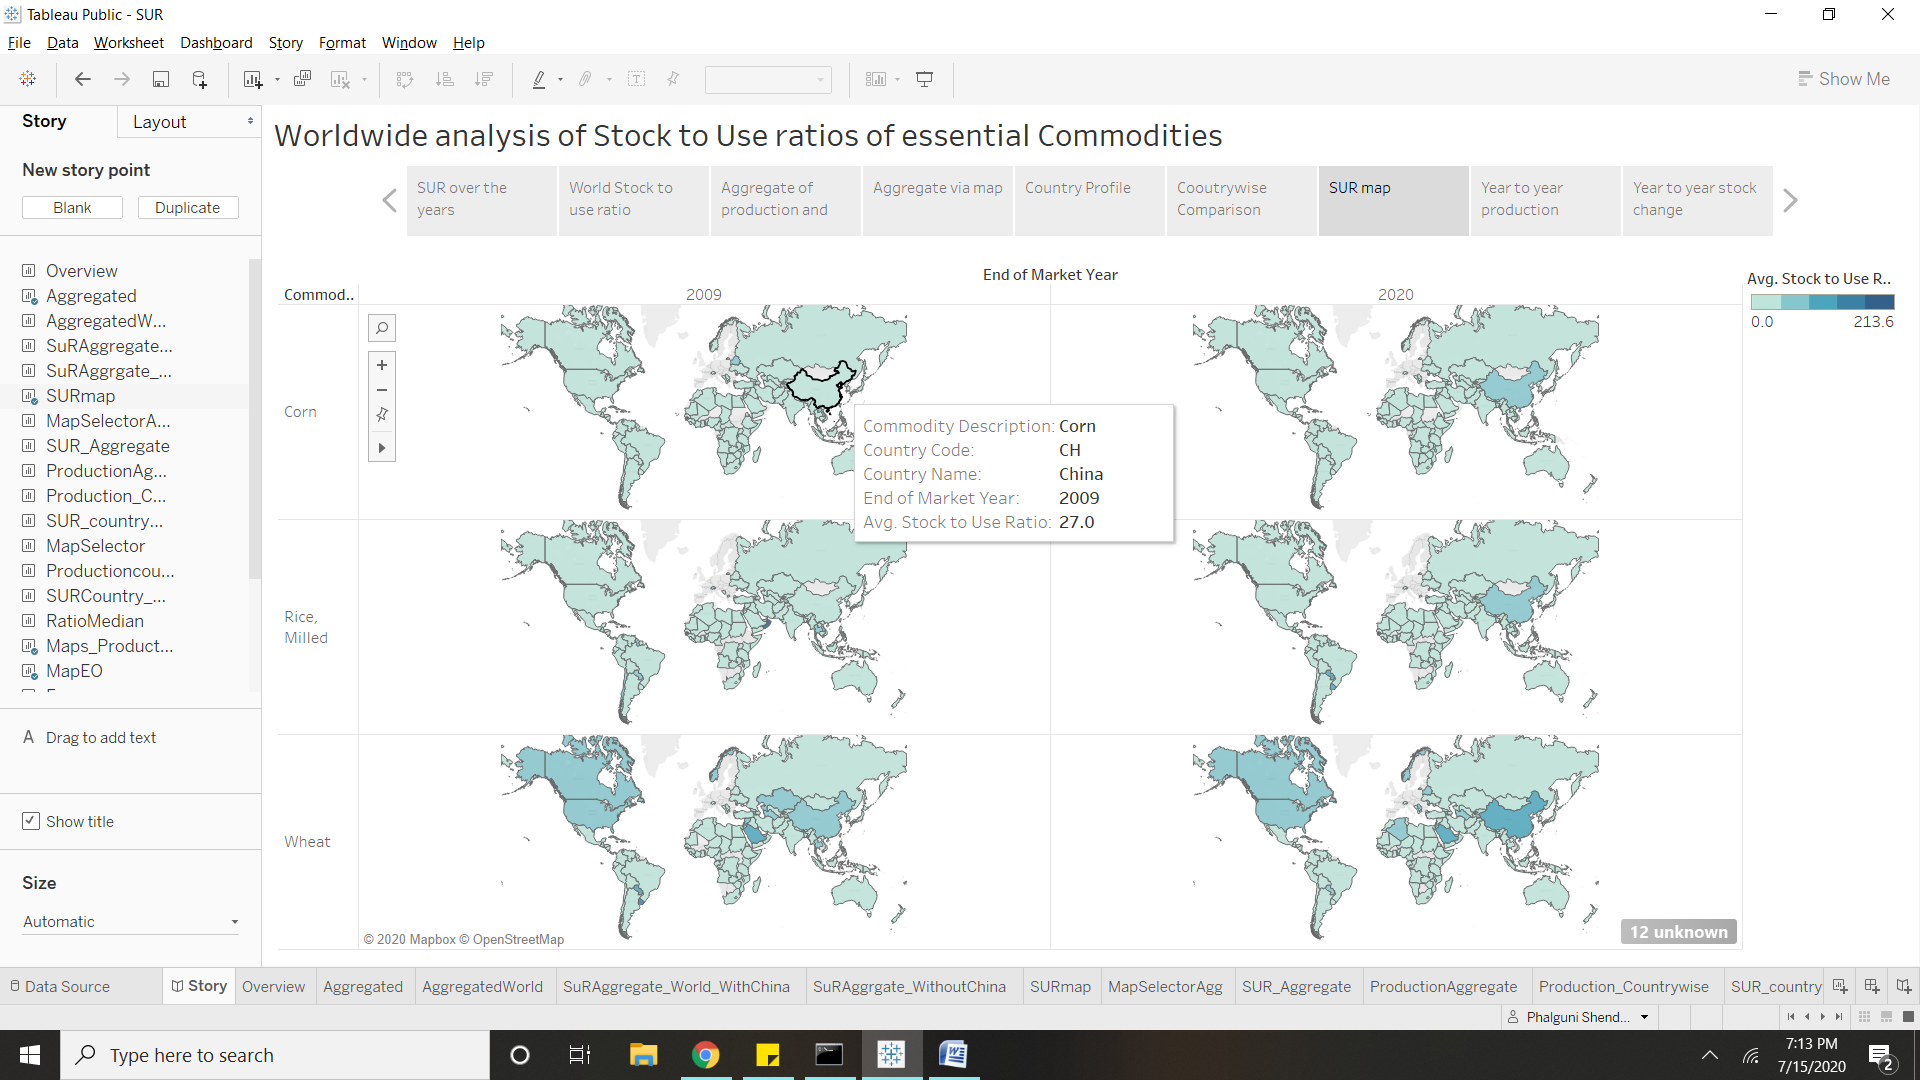 Tableau Public - SUR
File Data Worksheet Dashboard Story Format Window Help
Show Me
Story
Layout
New story point
Blank
Duplicate
Overview
Aggregated
AggregatedW...
SuRAggregate...
SuRAggrgate_...
SURmap
MapSelectorA...
SUR_Aggregate
ProductionAg...
Production_C...
SUR_country...
MapSelector
Productioncou...
SURCountry_...
RatioMedian
Maps_Product...
MapEO
A Drag to add text
Show title
Size
Automatic
Worldwide analysis of Stock to Use ratios of essential Commodities
SUR over the
years
World Stock to
use ratio
Aggregate of
production and
Aggregate via map
Country Profile
Cooutrywise
Comparison
SUR map
Year to year
production
Year to year stock
change
End of Market Year
Commod..
2009
2020
Corn
Rice,
Milled
Wheat
Commodity Description: Corn
Country Code: CH
Country Name: China
End of Market Year: 2009
Avg. Stock to Use Ratio: 27.0
© 2020 Mapbox © OpenStreetMap
12 unknown
Avg. Stock to Use R..
0.0 213.6
Data Source
Story
Overview
Aggregated
AggregatedWorld
SuRAggregate_World_WithChina
SuRAggrgate_WithoutChina
SURmap
MapSelectorAgg
SUR_Aggregate
ProductionAggregate
Production_Countrywise
SUR_country
Phalguni Shend...
Type here to search
7:13 PM
7/15/2020
2